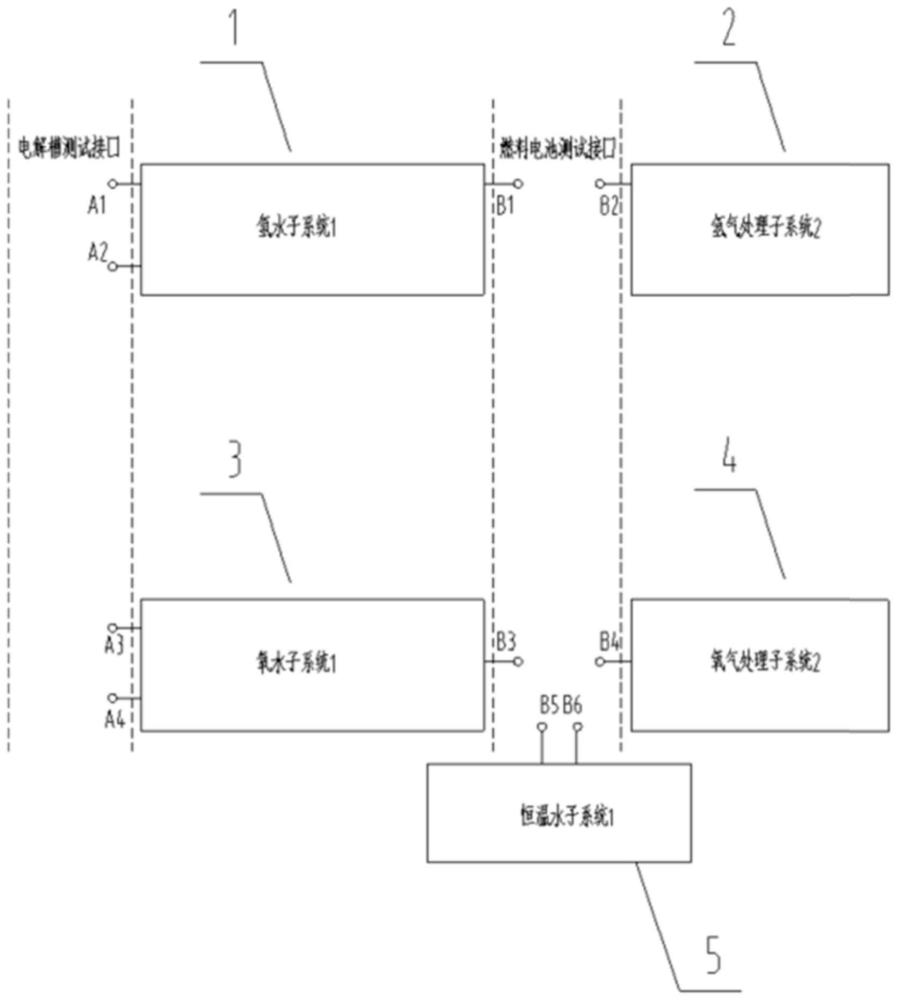 1
2
电解槽测试接口
燃料电池测试接口
A1
B1
B2
氢水子系统1
氢气处理子系统2
A2
3
4
A3
B3
B4
氧水子系统1
氧气处理子系统2
A4
B5 B6
恒温水子系统1
5